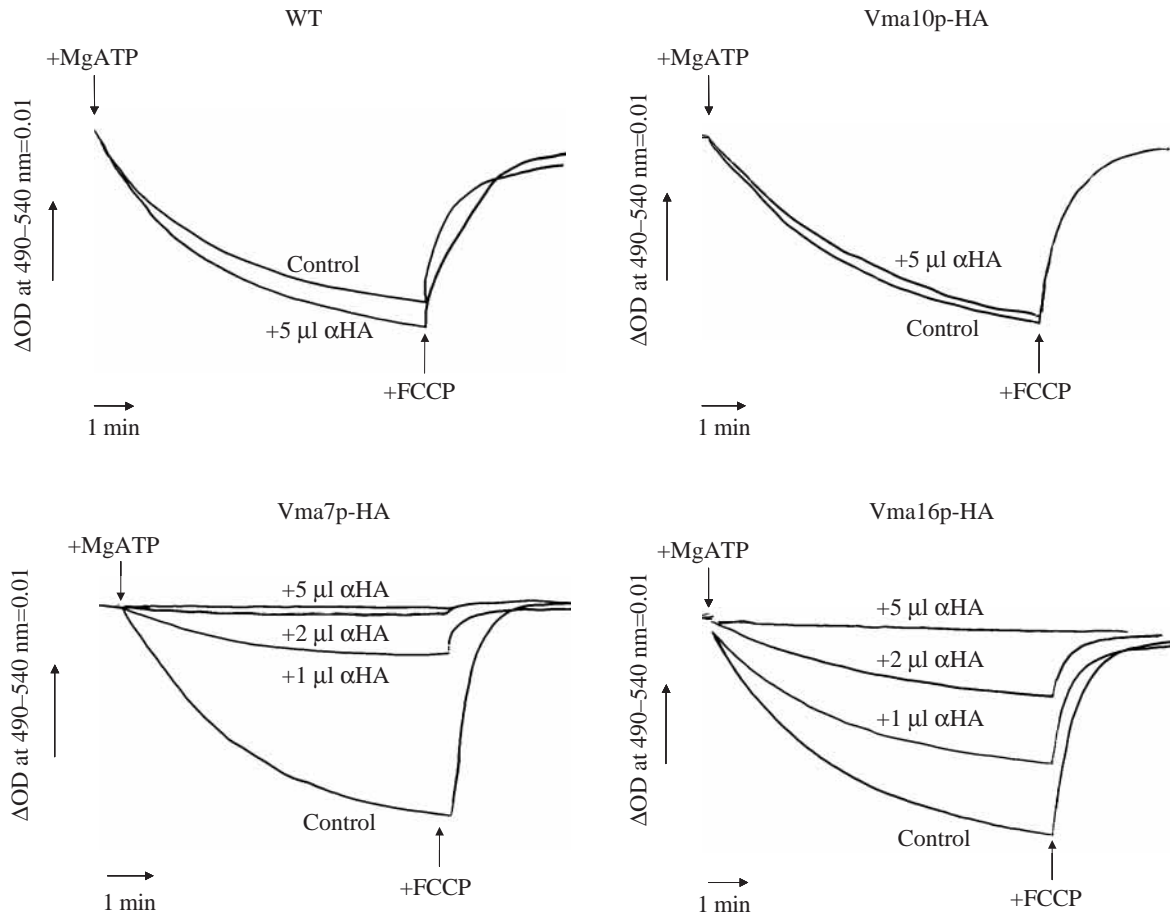 WT
+MgATP
ΔOD at 490–540 nm=0.01
Control
+5 μl αHA
+FCCP
1 min
Vma10p-HA
+MgATP
ΔOD at 490–540 nm=0.01
+5 μl αHA
Control
+FCCP
1 min
Vma7p-HA
+MgATP
ΔOD at 490–540 nm=0.01
+5 μl αHA
+2 μl αHA
+1 μl αHA
Control
+FCCP
1 min
Vma16p-HA
+MgATP
ΔOD at 490–540 nm=0.01
+5 μl αHA
+2 μl αHA
+1 μl αHA
Control
+FCCP
1 min